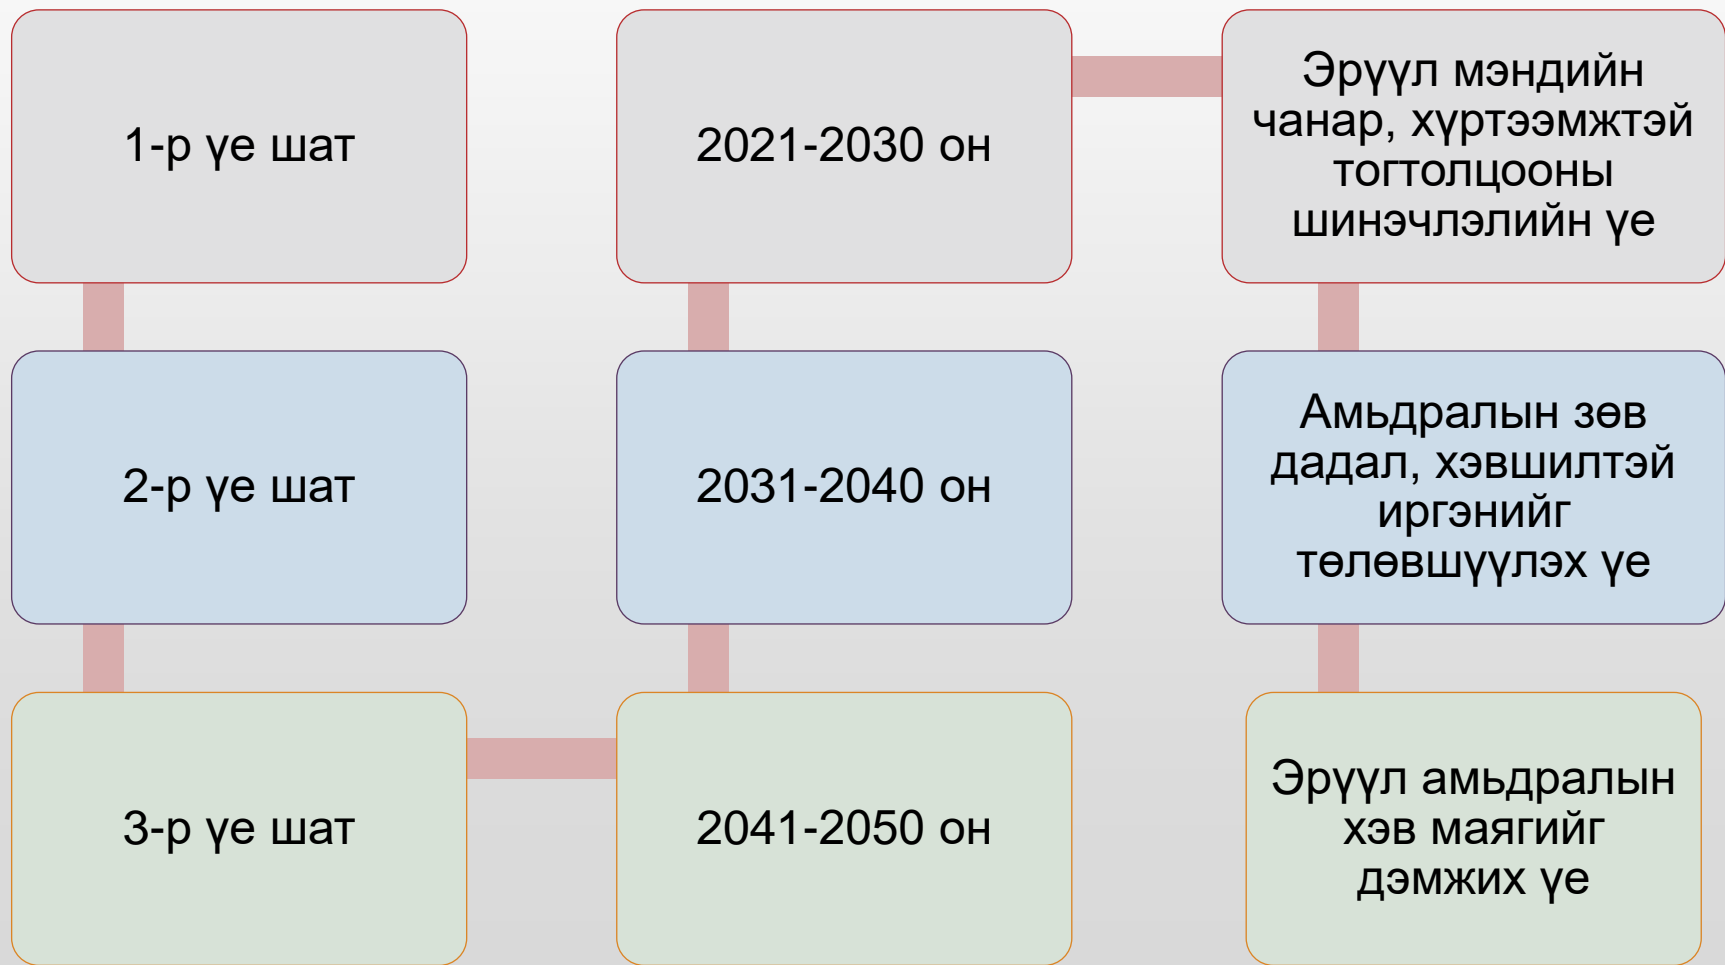 1-р үе шат
2021-2030 он
Эрүүл мэндийн
чанар, хүртээмжтэй
тогтолцооны
шинэчлэлийн үе
2-р үе шат
2031-2040 он
Амьдралын зөв
дадал, хэвшилтэй
иргэнийг
төлөвшүүлэх үе
3-р үе шат
2041-2050 он
Эрүүл амьдралын
хэв маягийг
дэмжих үе